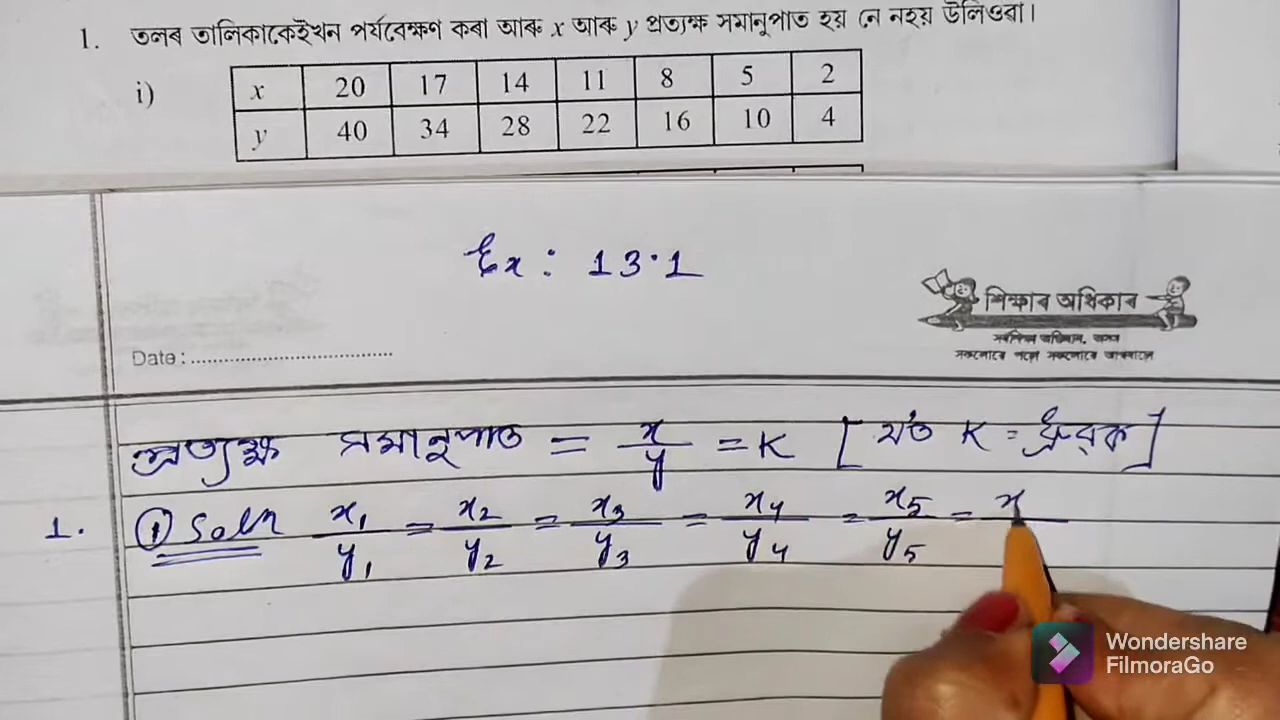 1. তলৰ তালিকাকেইখন পৰ্যবেক্ষণ কৰা আৰু x আৰু y প্ৰত্যক্ষ সমানুপাত হয় নে নহয় উলিওৱা।
i) x 20 17 14 11 8 5 2
y 40 34 28 22 16 10 4
Ex : 13.1
শিক্ষাৰ অধিকাৰ
Date :
প্ৰত্যক্ষ সমানুপাত = x/y = K [যত K = ধ্ৰুবক]
1. (i) Soln x₁/y₁ = x₂/y₂ = x₃/y₃ = x₄/y₄ = x₅/y₅ = x
Wondershare
FilmoraGo